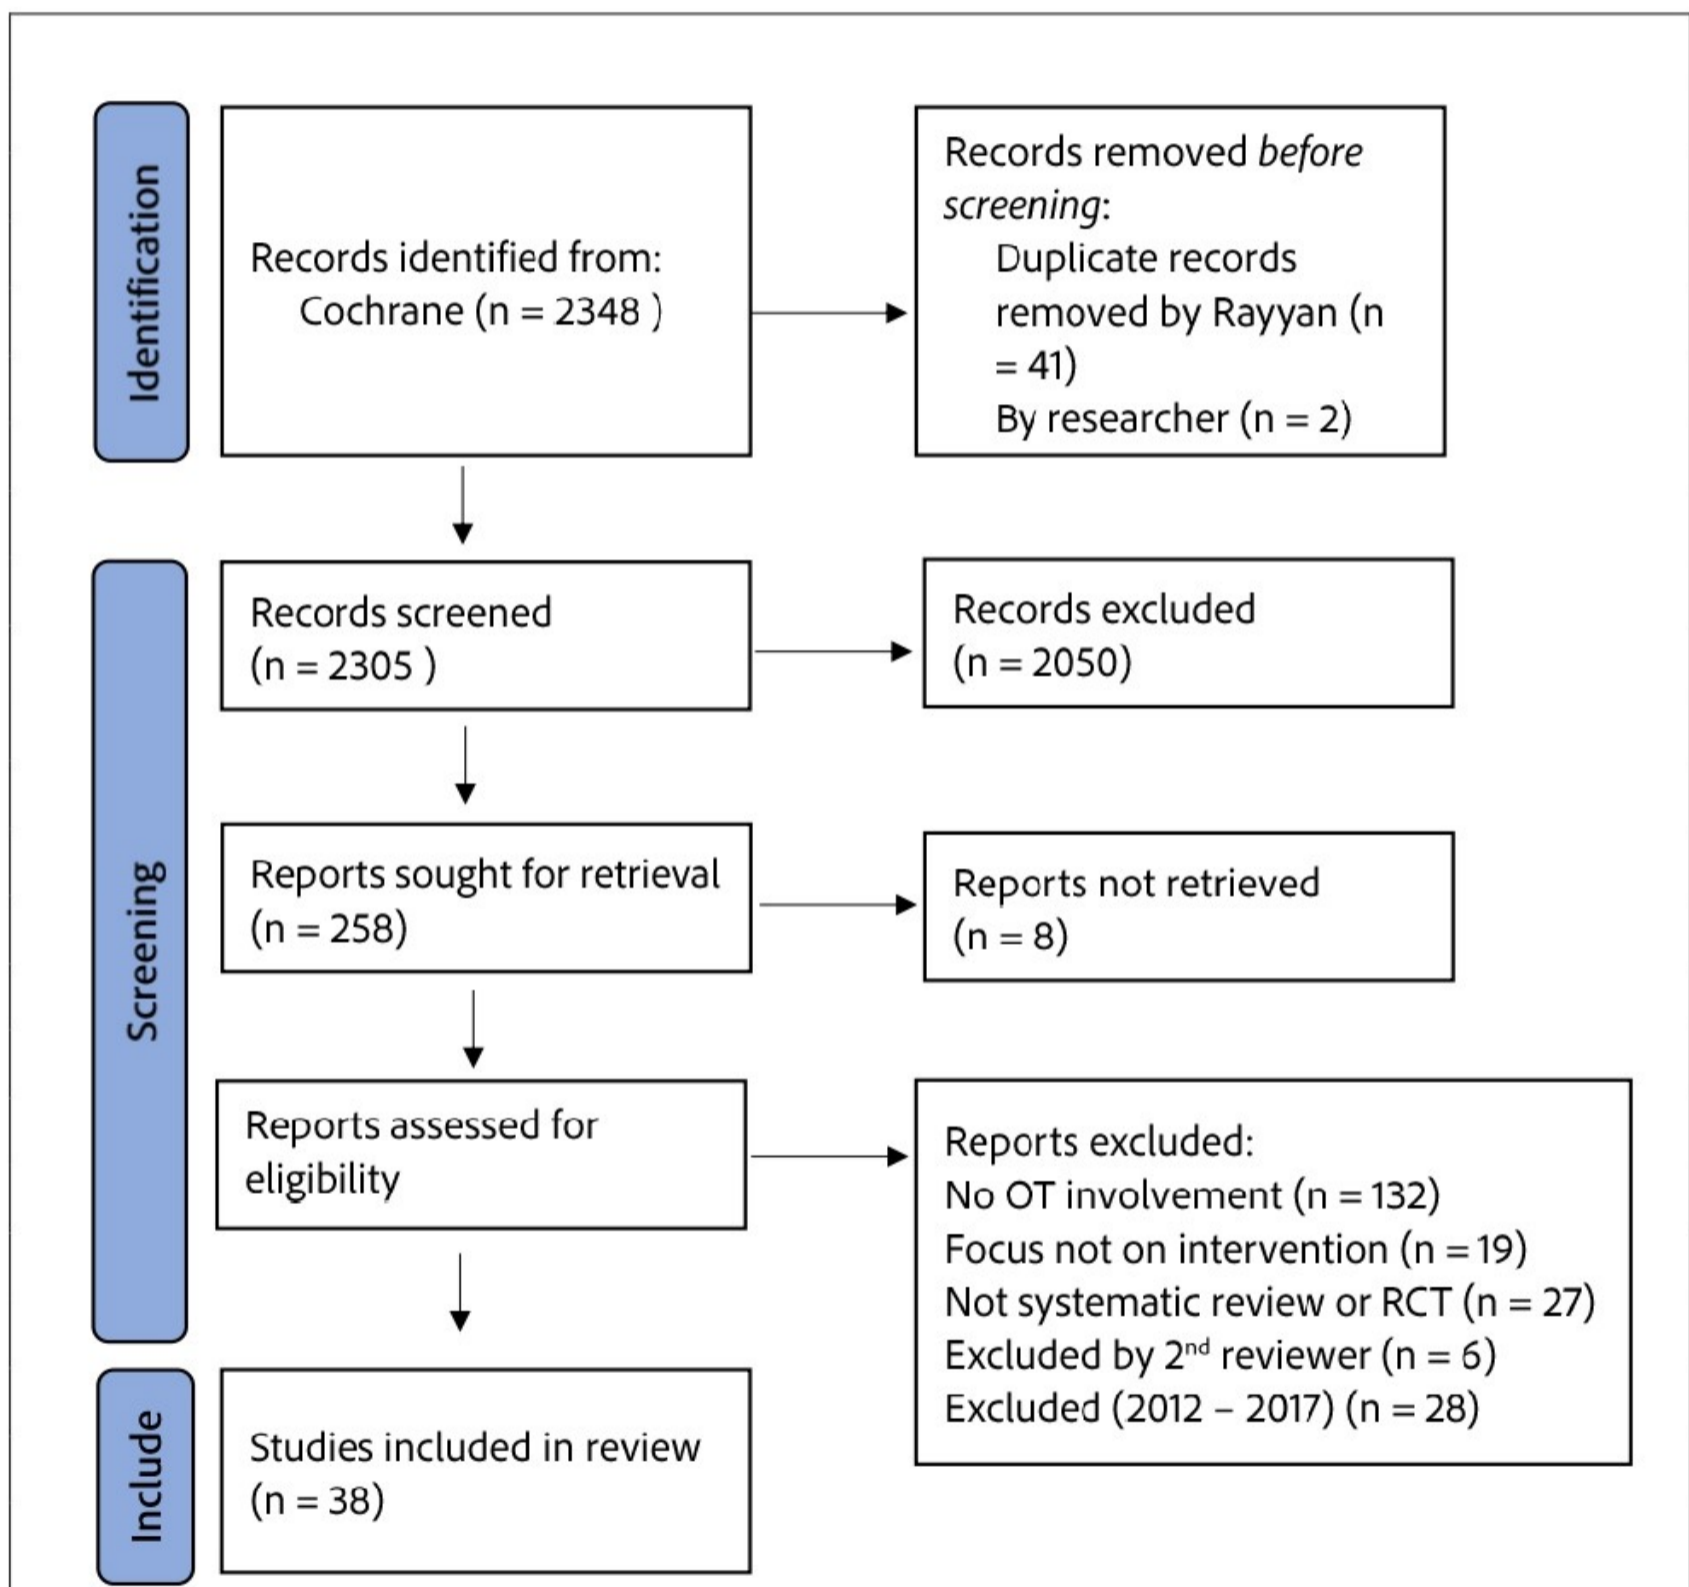 Identification
Records identified from:
Cochrane (n = 2348 )
Records removed before
screening:
Duplicate records
removed by Rayyan (n
= 41)
By researcher (n = 2)
Screening
Records screened
(n = 2305 )
Records excluded
(n = 2050)
Reports sought for retrieval
(n = 258)
Reports not retrieved
(n = 8)
Reports assessed for
eligibility
Reports excluded:
No OT involvement (n = 132)
Focus not on intervention (n = 19)
Not systematic review or RCT (n = 27)
Excluded by 2nd reviewer (n = 6)
Excluded (2012 – 2017) (n = 28)
Include
Studies included in review
(n = 38)